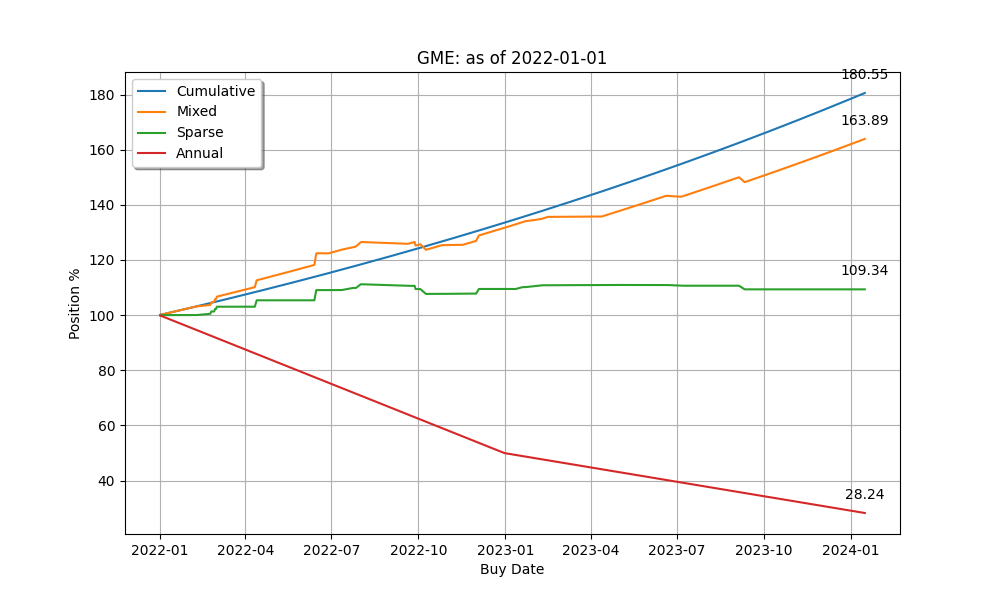 GME: as of 2022-01-01
Cumulative
Mixed
Sparse
Annual
180.55
163.89
109.34
28.24
Position %
180
160
140
120
100
80
60
40
2022-01 2022-04 2022-07 2022-10 2023-01 2023-04 2023-07 2023-10 2024-01
Buy Date